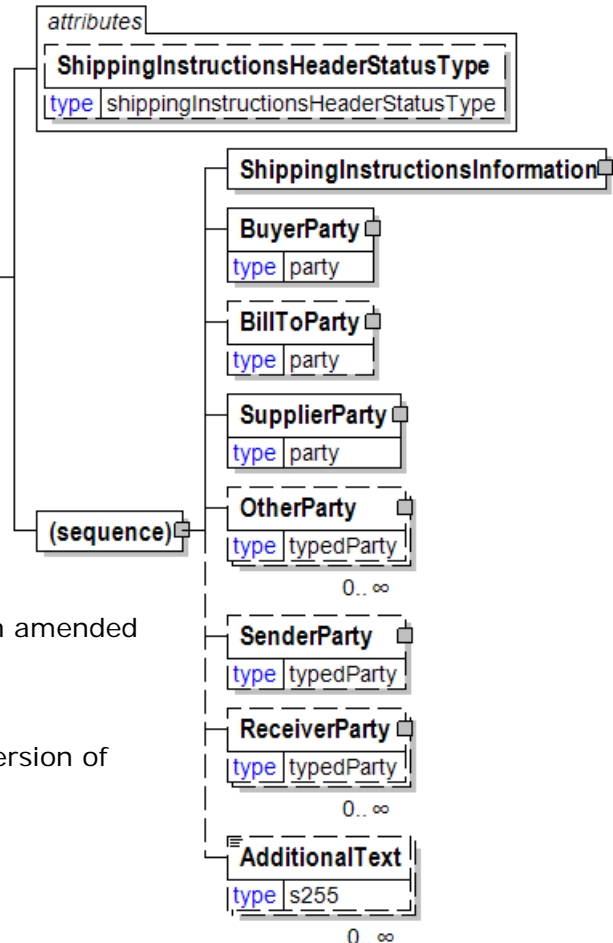 attributes
ShippingInstructionsHeaderStatusType
type shippingInstructionsHeaderStatusType
ShippingInstructionsInformation
BuyerParty
type party
BillToParty
type party
SupplierParty
type party
(sequence)
OtherParty
type typedParty
0.. ∞
n amended
SenderParty
type typedParty
ersion of
ReceiverParty
type typedParty
0.. ∞
AdditionalText
type s255
0.. ∞